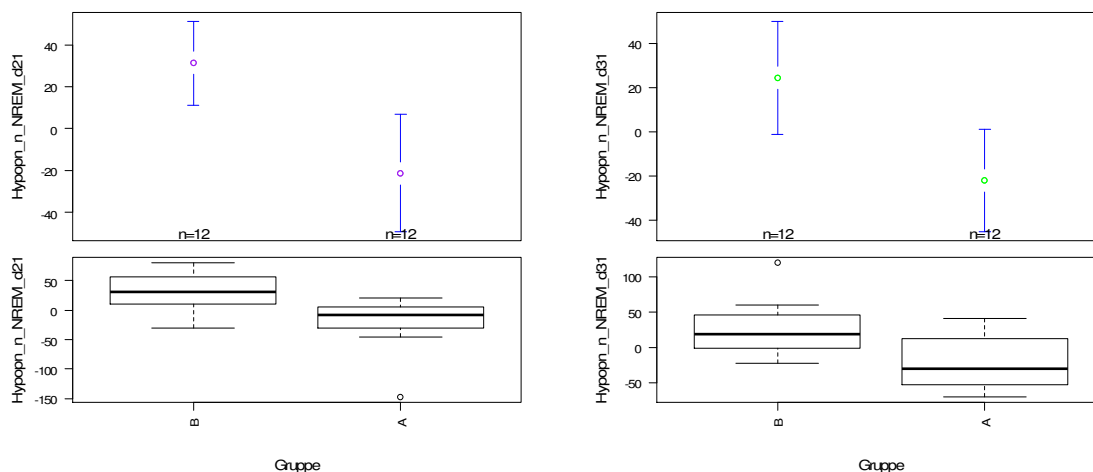 Hypopn_n_NREM_d21
40
20
0
-20
-40
n=12
n=12
Hypopn_n_NREM_d21
50
0
-50
-100
-150
B
A
Gruppe
Hypopn_n_NREM_d31
40
20
0
-20
-40
n=12
n=12
Hypopn_n_NREM_d31
100
50
0
-50
B
A
Gruppe